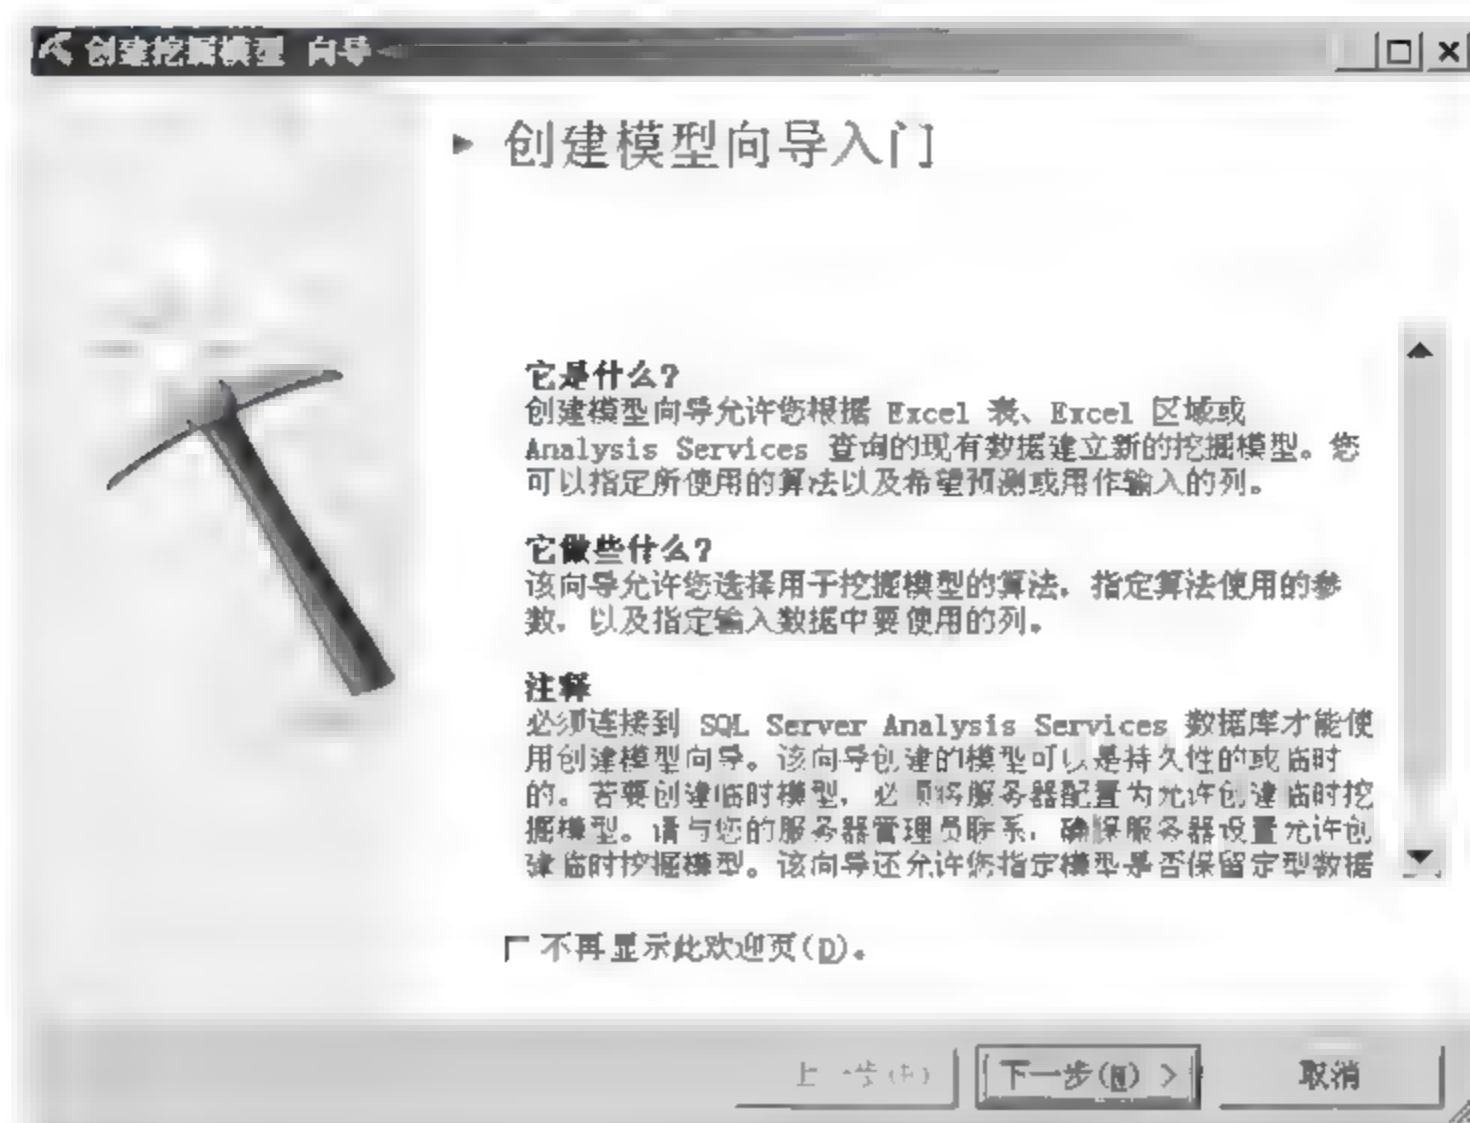 创建挖掘模型 向导
创建模型向导入门
它是什么?
创建模型向导允许您根据 Excel 表、Excel 区域或
Analysis Services 查询的现有数据建立新的挖掘模型。您
可以指定所使用的算法以及希望预测或用作输入的列。
它做些什么?
该向导允许您选择用于挖掘模型的算法，指定算法使用的参
数，以及指定输入数据中要使用的列。
注释
必须连接到 SQL Server Analysis Services 数据库才能使
用创建模型向导。该向导创建的模型可以是持久性的或临时
的。若要创建临时模型，必须将服务器配置为允许创建临时挖
掘模型。请与您的服务器管理员联系，确保服务器设置允许创
建临时挖掘模型。该向导还允许您指定模型是否保留定型数据
不再显示此欢迎页(D)。
上一步(P)
下一步(N) >
取消